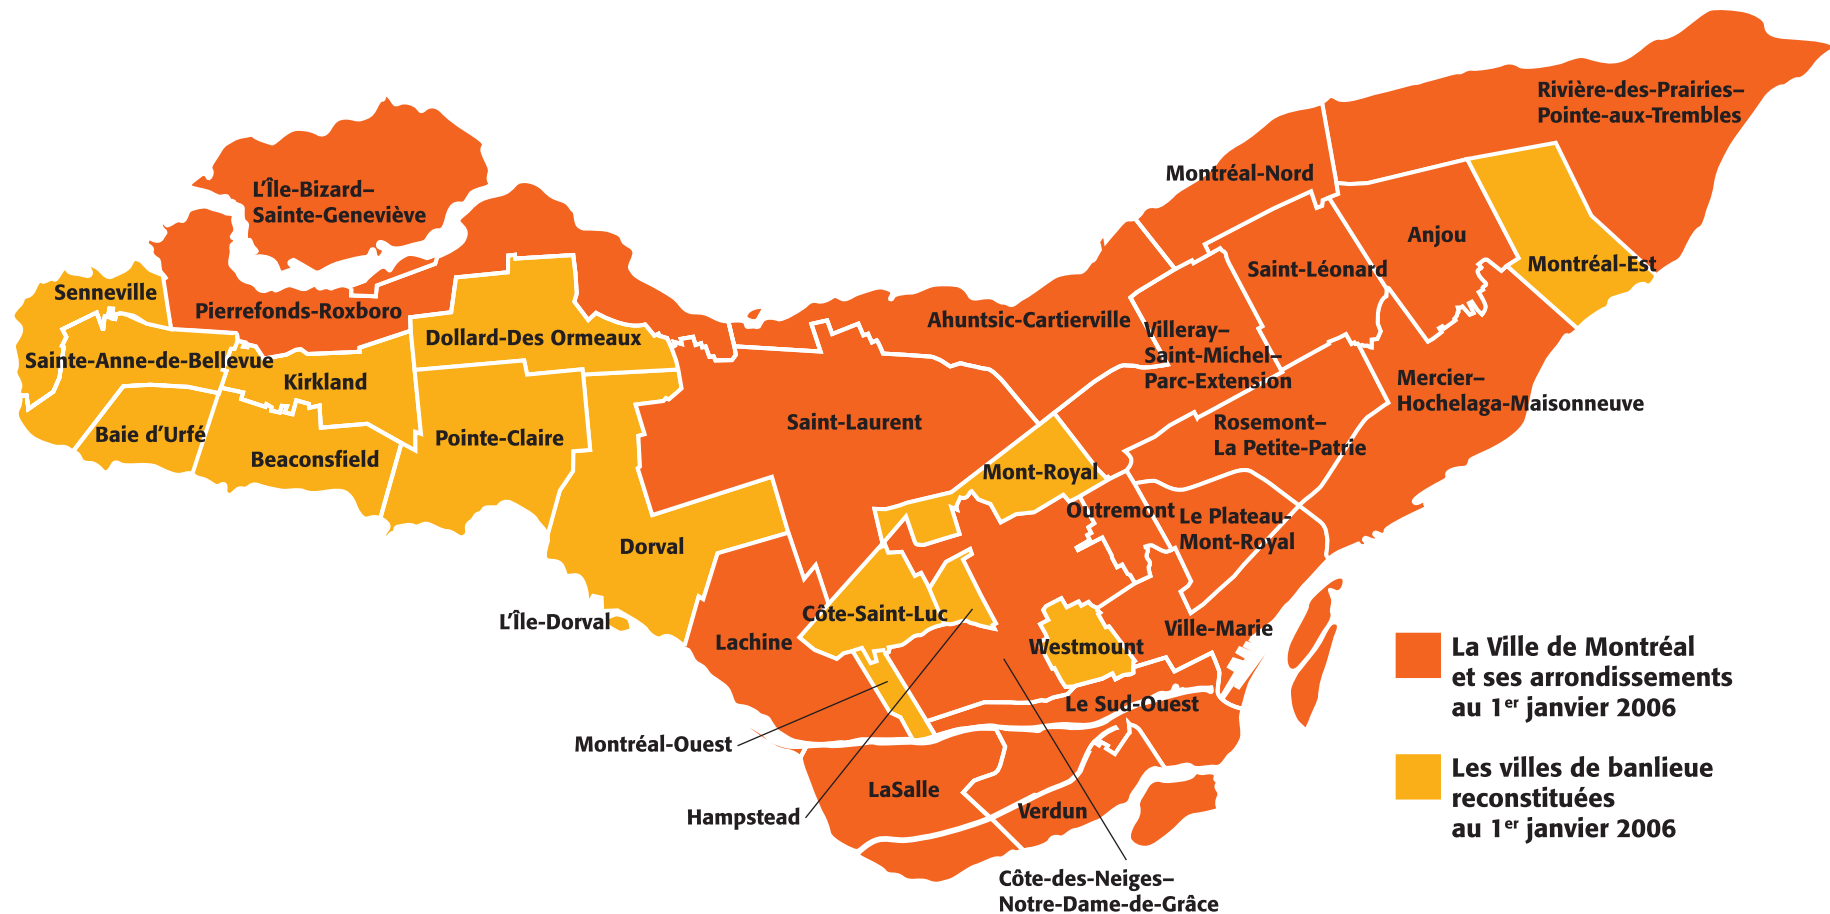 Rivière-des-Prairies–
Pointe-aux-Trembles
Montréal-Nord
L'Île-Bizard–
Sainte-Geneviève
Anjou
Montréal-Est
Saint-Léonard
Senneville
Pierrefonds-Roxboro
Ahuntsic-Cartierville
Villeray–
Saint-Michel–
Parc-Extension
Dollard-Des Ormeaux
Sainte-Anne-de-Bellevue
Kirkland
Mercier–
Hochelaga-Maisonneuve
Saint-Laurent
Rosemont–
La Petite-Patrie
Baie d'Urfé
Pointe-Claire
Beaconsfield
Mont-Royal
Outremont
Le Plateau-
Mont-Royal
Dorval
L'Île-Dorval
Côte-Saint-Luc
Lachine
Ville-Marie
Westmount
Le Sud-Ouest
Montréal-Ouest
LaSalle
Hampstead
Verdun
Côte-des-Neiges–
Notre-Dame-de-Grâce
La Ville de Montréal
et ses arrondissements
au 1er janvier 2006
Les villes de banlieue
reconstituées
au 1er janvier 2006